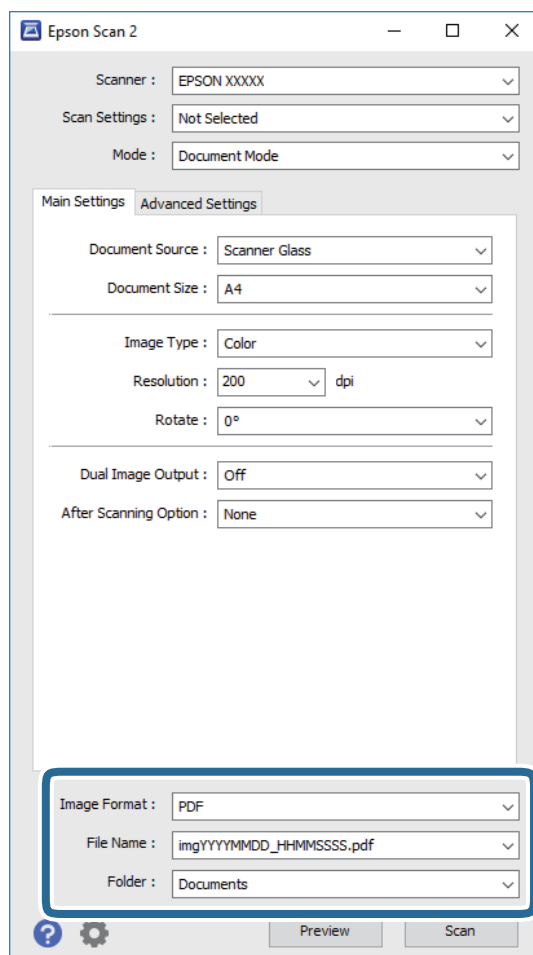 Epson Scan 2
Scanner : EPSON XXXXX
Scan Settings : Not Selected
Mode : Document Mode
Main Settings Advanced Settings
Document Source : Scanner Glass
Document Size : A4
Image Type : Color
Resolution : 200 dpi
Rotate : 0°
Dual Image Output : Off
After Scanning Option : None
Image Format : PDF
File Name : imgYYYYMMDD_HHMMSSSS.pdf
Folder : Documents
? Preview Scan